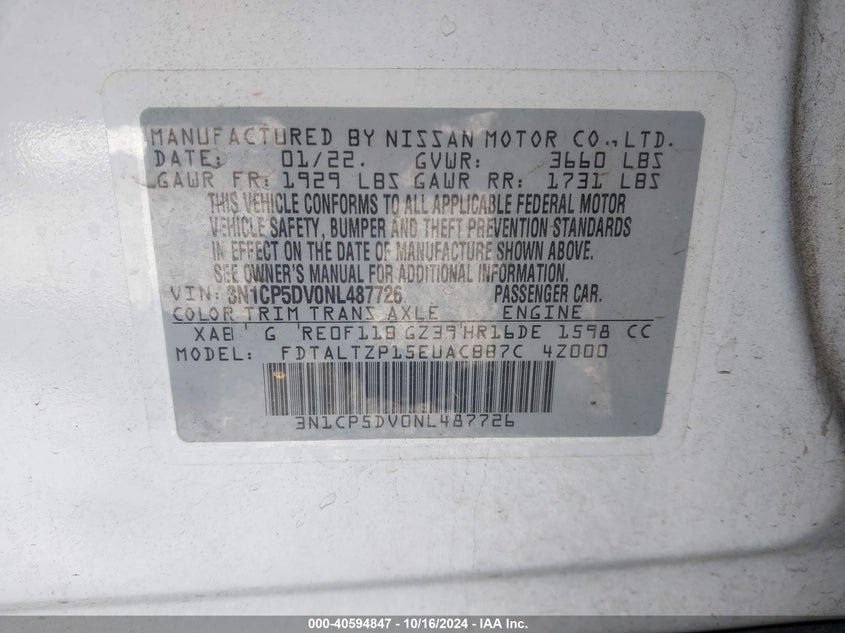 MANUFACTURED BY NISSAN MOTOR CO., LTD.
DATE: 01/22. GVWR: 3660 LBS
GAWR FR: 1929 LBS GAWR RR: 1731 LBS
THIS VEHICLE CONFORMS TO ALL APPLICABLE FEDERAL MOTOR
VEHICLE SAFETY, BUMPER AND THEFT PREVENTION STANDARDS
IN EFFECT ON THE DATE OF MANUFACTURE SHOWN ABOVE.
SEE OWNER'S MANUAL FOR ADDITIONAL INFORMATION.
VIN: 3N1CP5DV0NL487726 PASSENGER CAR.
COLOR TRIM TRANS AXLE ENGINE
XAB G RE0F11B GZ39 HR16DE 1598 CC
MODEL: FDTALTZP15EUACBB7C 4Z000
3N1CP5DV0NL487726
000-40594847 - 10/16/2024 - IAA Inc.